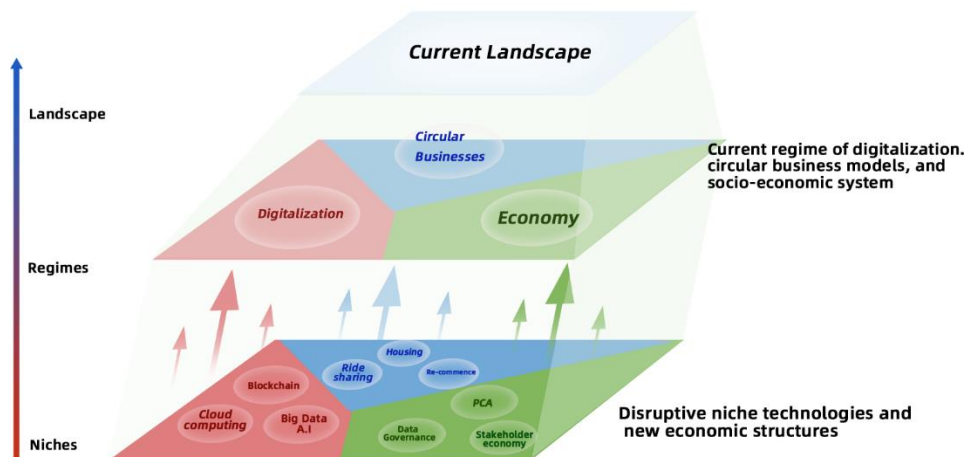 Current Landscape
Landscape
Circular
Businesses
Current regime of digitalization.
circular business models, and
socio-economic system
Digitalization
Economy
Regimes
Housing
Ride
sharing
Re-commence
Blockchain
Cloud
computing
Big Data
A.I
PCA
Data
Governance
Stakeholder
economy
Disruptive niche technologies and
new economic structures
Niches